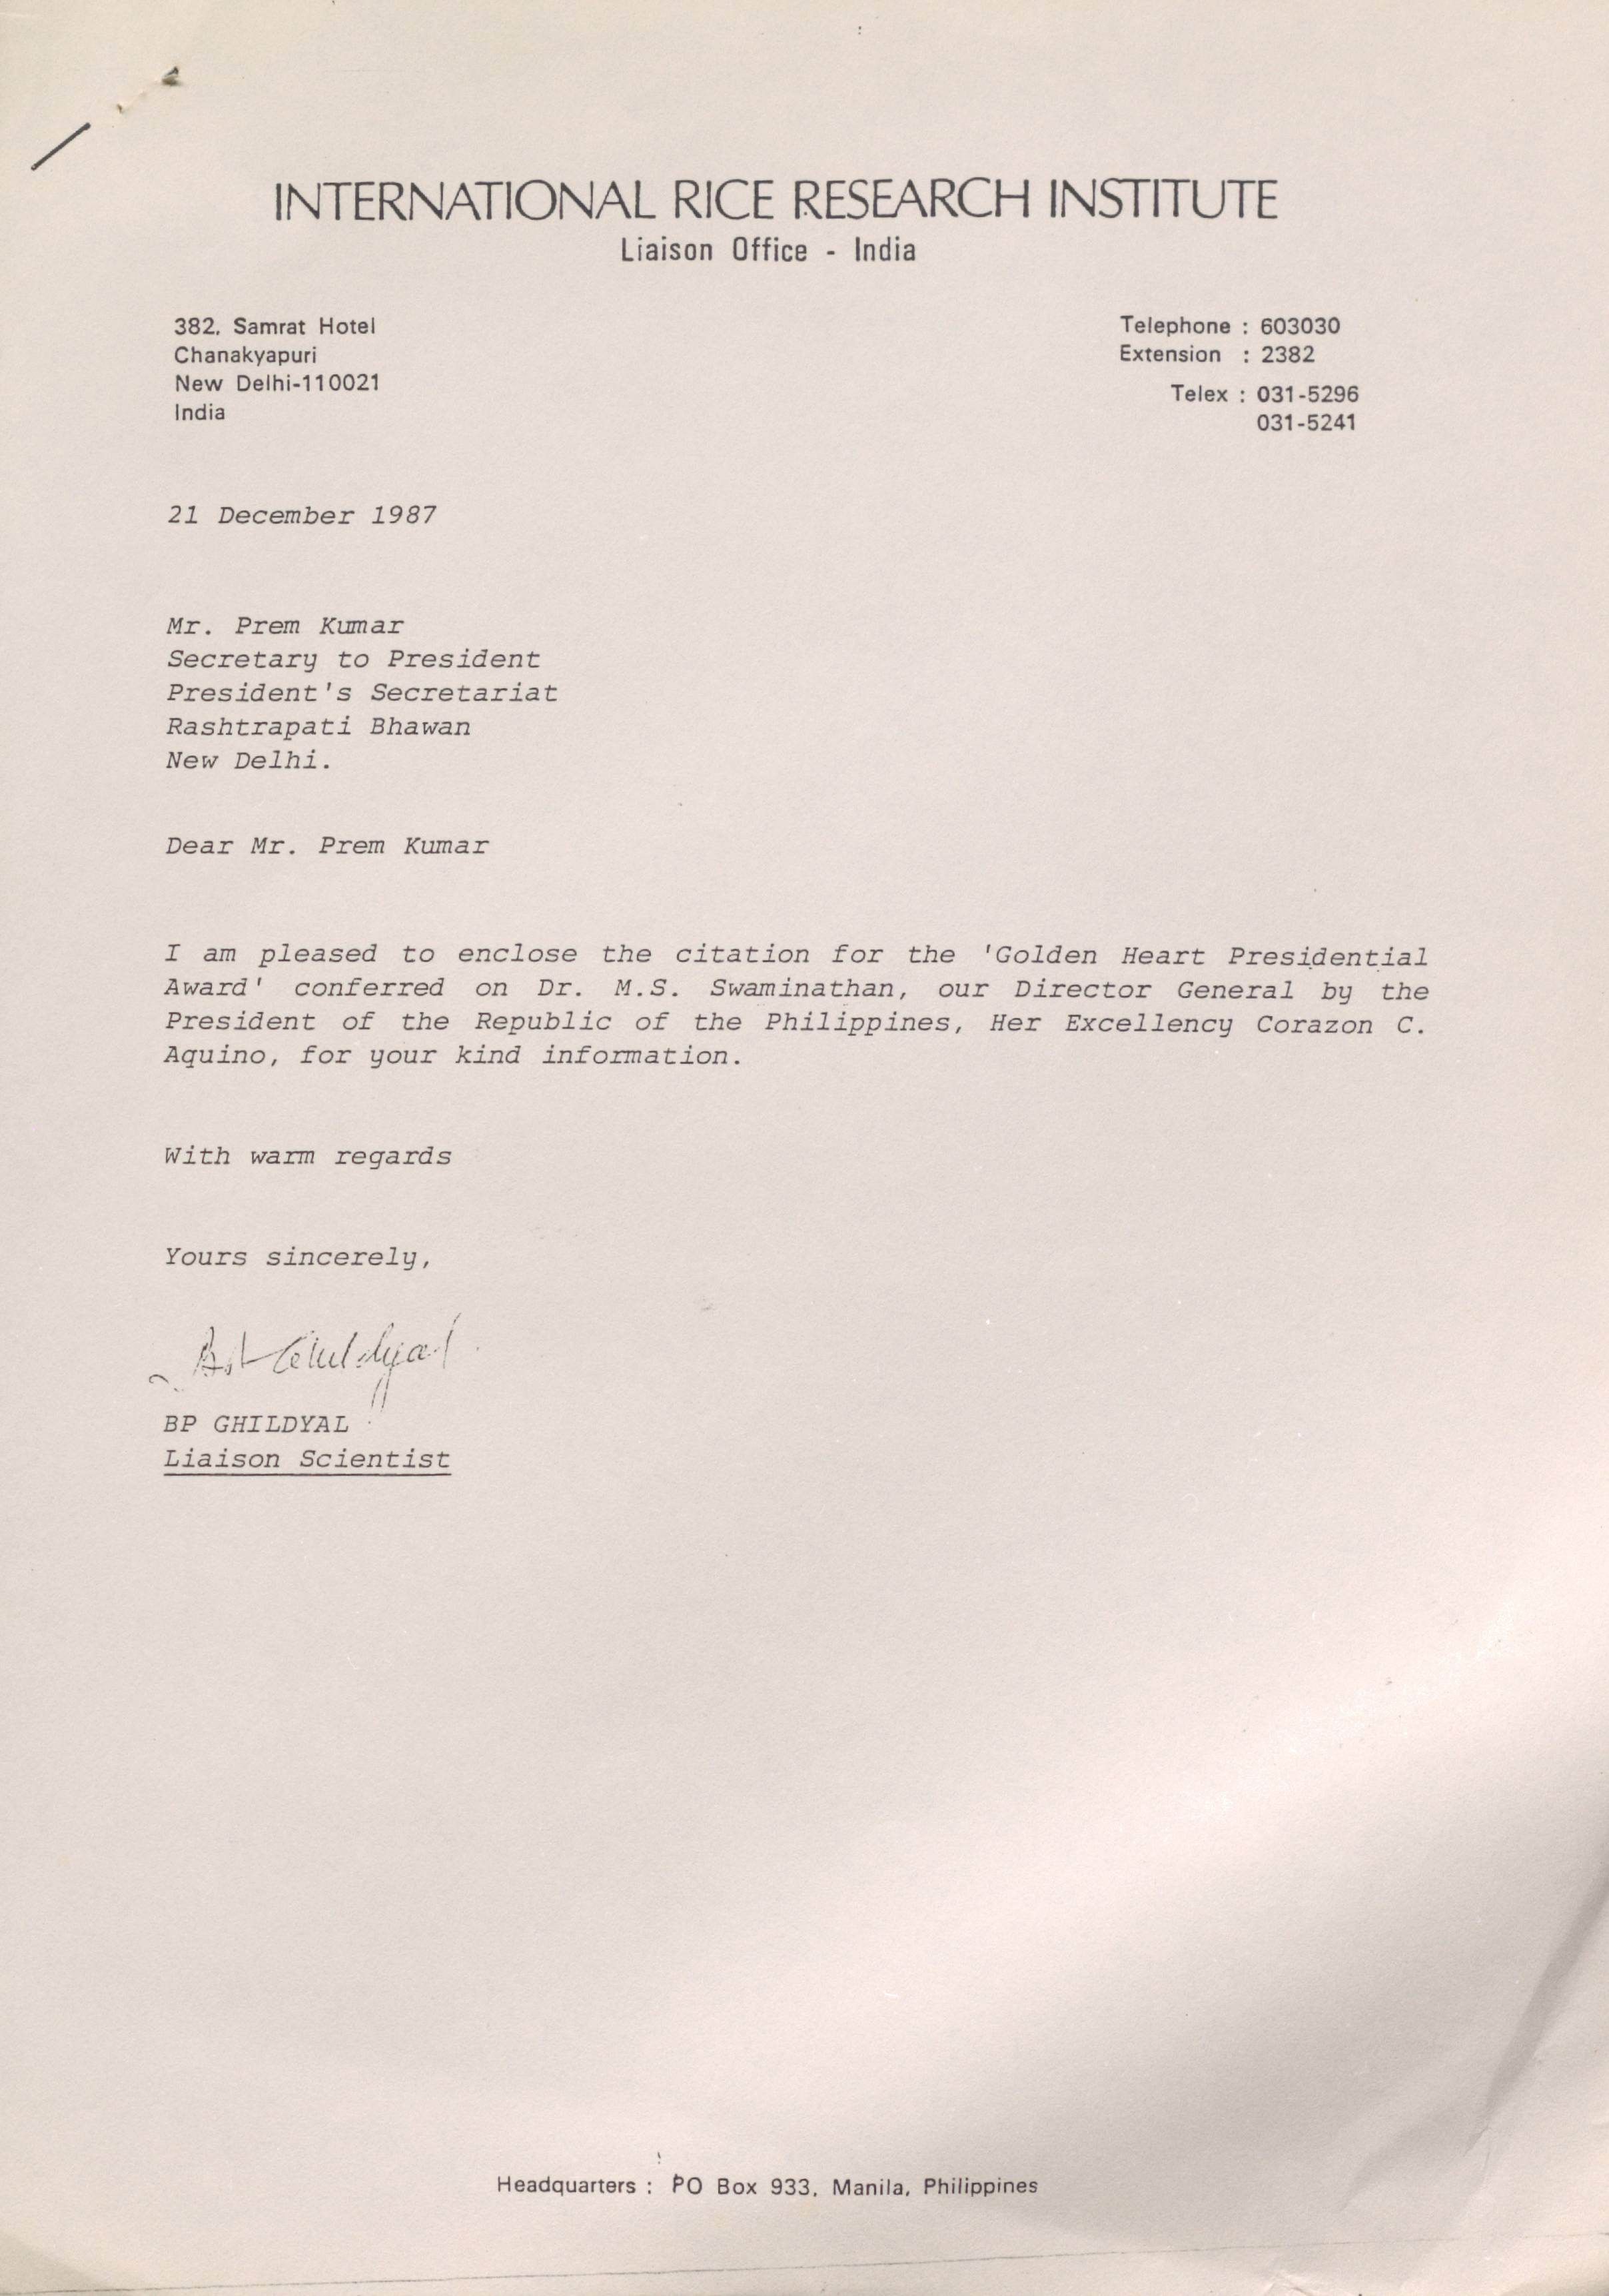 INTERNATIONAL RICE RESEARCH INSTITUTE
Liaison Office - India
382, Samrat Hotel
Chanakyapuri
New Delhi-110021
India
Telephone : 603030
Extension : 2382
Telex : 031-5296
031-5241
21 December 1987
Mr. Prem Kumar
Secretary to President
President's Secretariat
Rashtrapati Bhawan
New Delhi.
Dear Mr. Prem Kumar
I am pleased to enclose the citation for the 'Golden Heart Presidential
Award' conferred on Dr. M.S. Swaminathan, our Director General by the
President of the Republic of the Philippines, Her Excellency Corazon C.
Aquino, for your kind information.
With warm regards
Yours sincerely,
BP GHILDYAL
Liaison Scientist
Headquarters : PO Box 933, Manila, Philippines